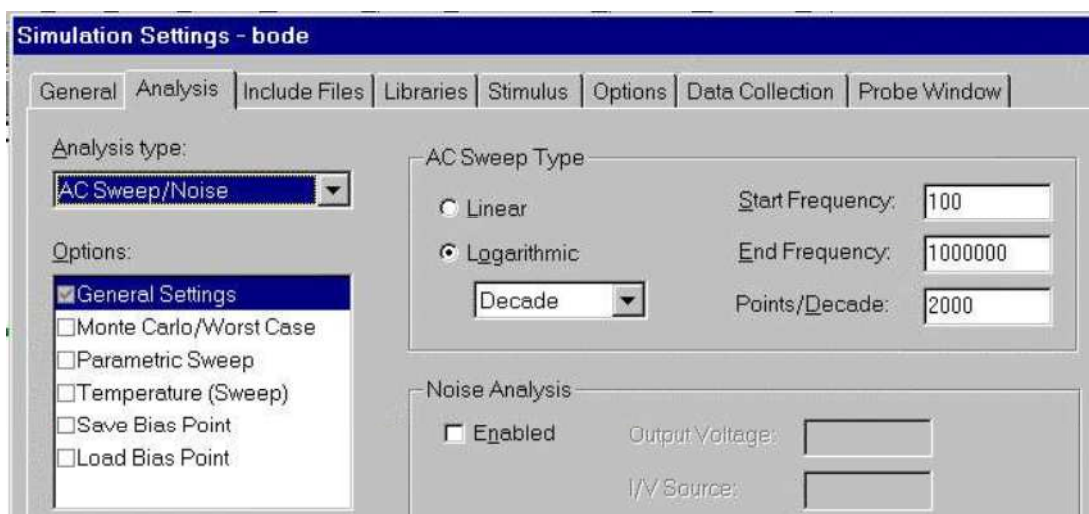 Simulation Settings - bode
General Analysis Include Files Libraries Stimulus Options Data Collection Probe Window
Analysis type:
AC Sweep/Noise
Options:
General Settings
Monte Carlo/Worst Case
Parametric Sweep
Temperature (Sweep)
Save Bias Point
Load Bias Point
AC Sweep Type
Linear
Logarithmic
Decade
Start Frequency: 100
End Frequency: 1000000
Points/Decade: 2000
Noise Analysis
Enabled
Output Voltage:
I/V Source: